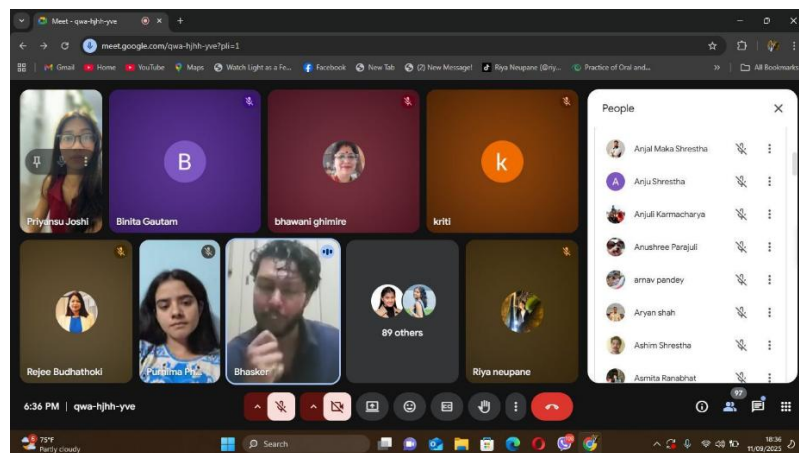 Meet - qwa-hjhh-yve
meet.google.com/qwa-hjhh-yve?pli=1
Gmail Home YouTube Maps Watch Light as a Fe... Facebook New Tab (2) New Message! Riya Neupane (@riy... Practice of Oral and... » All Bookmarks
B
k
Priyansu Joshi
Binita Gautam
bhawani ghimire
kriti
Rejee Budhathoki
Purnima
Bhasker
89 others
Riya neupane
People
Anjal Maka Shrestha
A Anju Shrestha
Anjuli Karmacharya
Anushree Parajuli
arnav pandey
Aryan shah
Ashim Shrestha
Asmita Ranabhat
6:36 PM | qwa-hjhh-yve
97
75°F
Partly cloudy
Search
18:36
11/09/2025